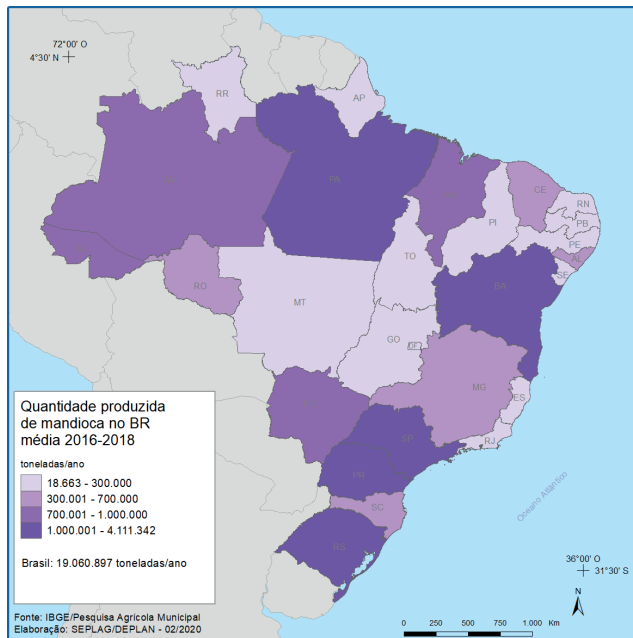 72°00' O
4°30' N
RR
AP
AM
PA
MA
CE
RN
PB
PI
PE
AL
SE
AC
TO
RO
BA
MT
GO
DF
MG
ES
MS
SP
RJ
PR
SC
RS
Oceano Atlântico
Quantidade produzida
de mandioca no BR
média 2016-2018
toneladas/ano
18.663 - 300.000
300.001 - 700.000
700.001 - 1.000.000
1.000.001 - 4.111.342
Brasil: 19.060.897 toneladas/ano
36°00' O
31°30' S
N
Fonte: IBGE/Pesquisa Agrícola Municipal
Elaboração: SEPLAG/DEPLAN - 02/2020
0 250 500 1.000 Km